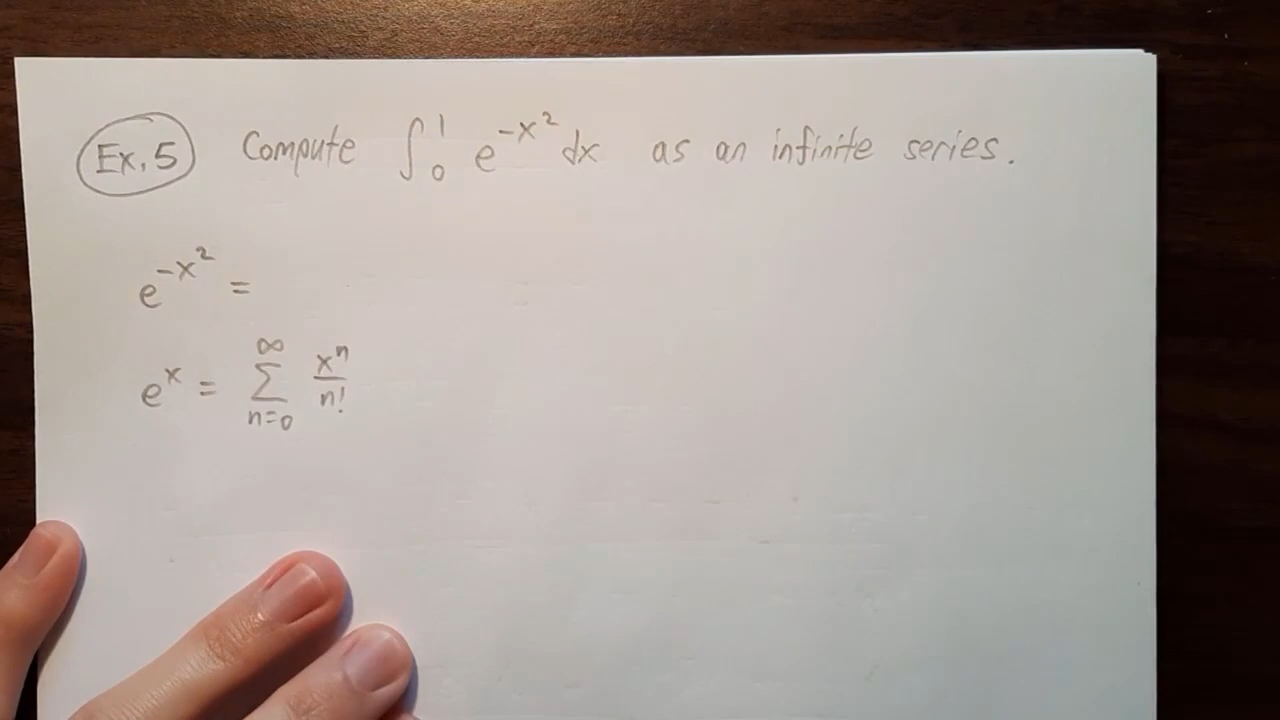 Ex. 5 Compute ∫₀¹ e^{-x²} dx as an infinite series.
e^{-x²} =
e^x = ∑_{n=0}^{∞} x^n/n!